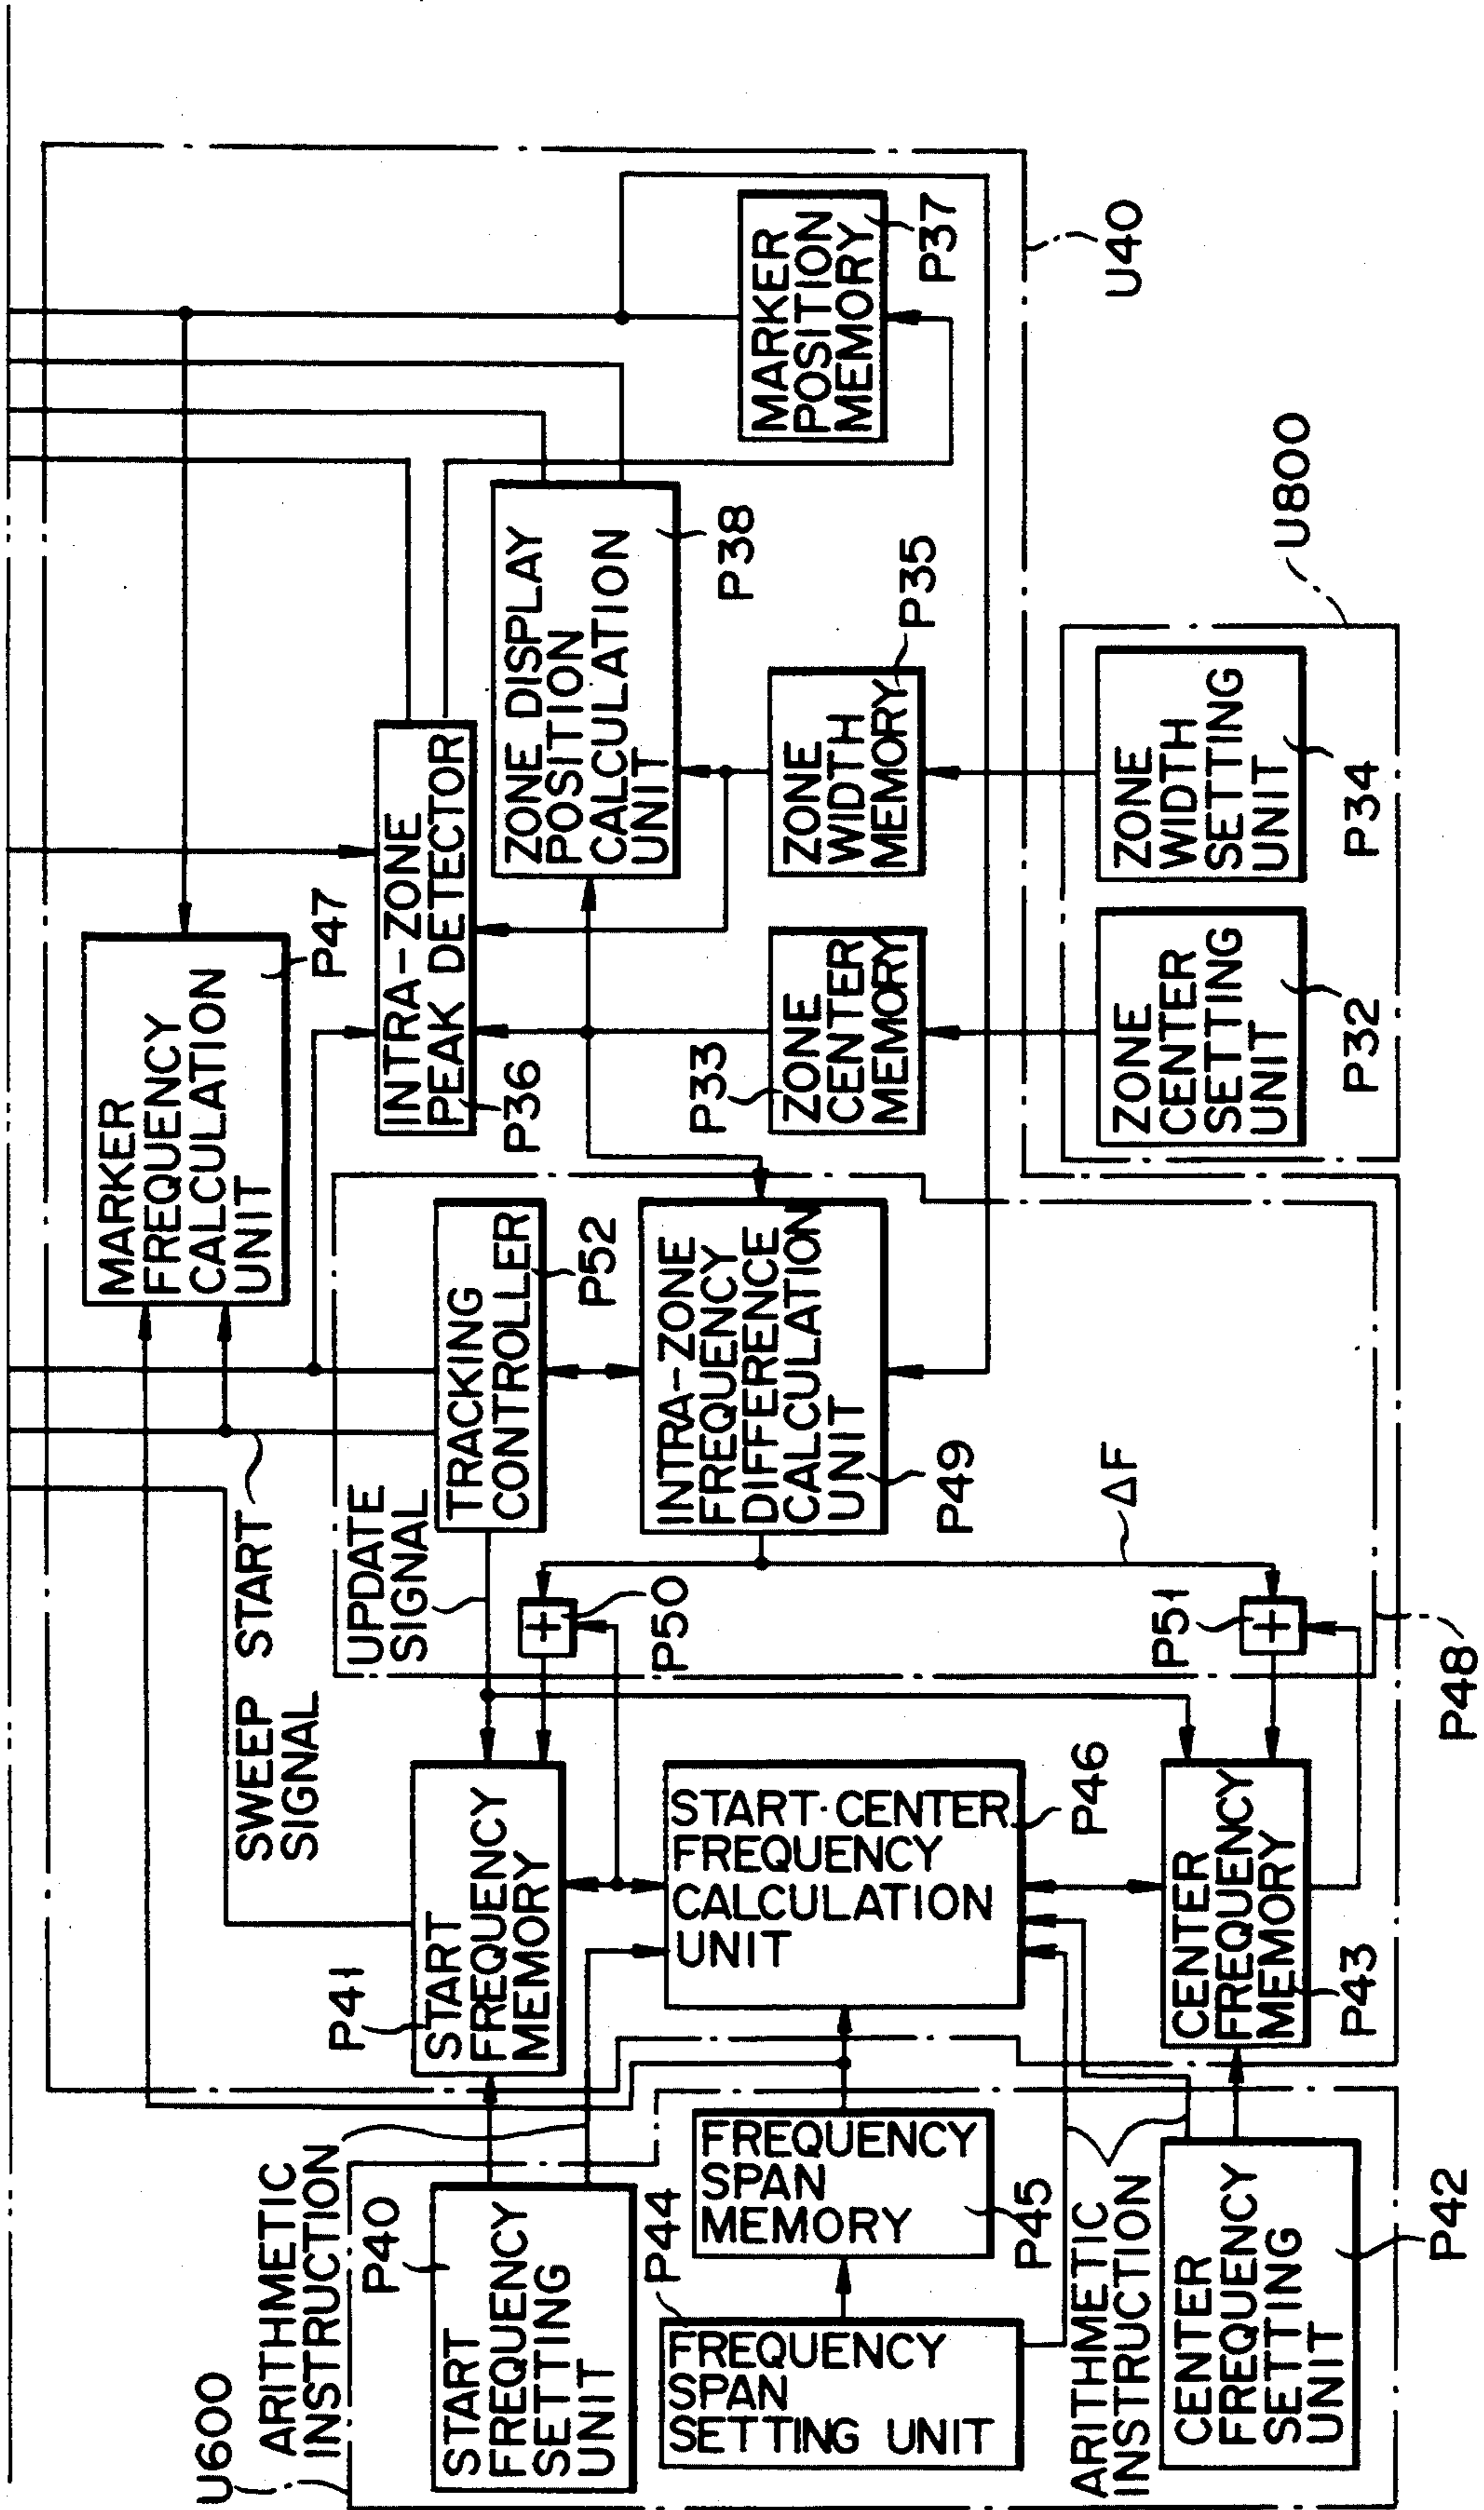 U600
ARITHMETIC
INSTRUCTION
P40
START
FREQUENCY
SETTING
UNIT
P44
FREQUENCY
SPAN
SETTING UNIT
FREQUENCY
SPAN
MEMORY
P45
ARITHMETIC
INSTRUCTION
CENTER
FREQUENCY
SETTING
UNIT
P42
P41
START
FREQUENCY
MEMORY
START·CENTER
FREQUENCY
CALCULATION
UNIT
P46
CENTER
FREQUENCY
MEMORY
P43
SWEEP START
SIGNAL
UPDATE
SIGNAL
+
P50
P51
+
ΔF
P48
TRACKING
CONTROLLER
P52
INTRA-ZONE
FREQUENCY
DIFFERENCE
CALCULATION
UNIT
P49
MARKER
FREQUENCY
CALCULATION
UNIT
P47
INTRA-ZONE
PEAK DETECTOR
P36
ZONE DISPLAY
POSITION
CALCULATION
UNIT
P38
P33
ZONE
CENTER
MEMORY
ZONE
WIDTH
MEMORY
P35
MARKER
POSITION
MEMORY
P37
U40
ZONE
CENTER
SETTING
UNIT
P32
ZONE
WIDTH
SETTING
UNIT
P34
U800